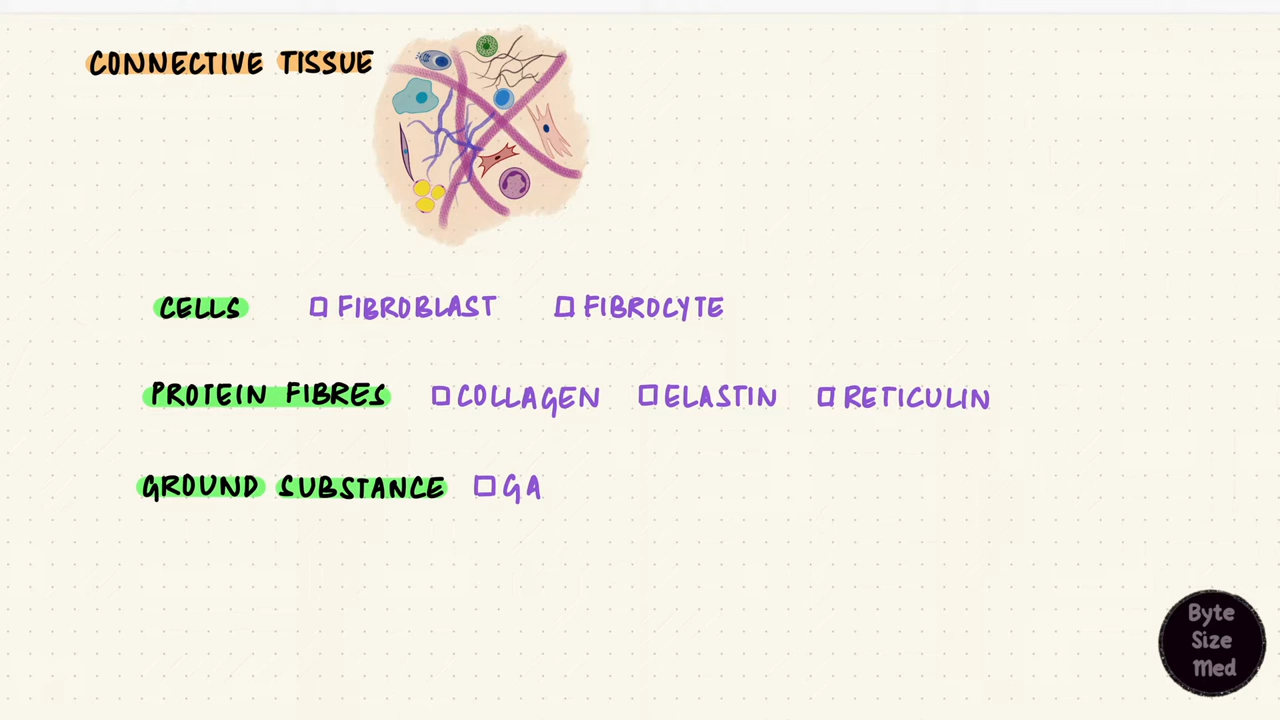 CONNECTIVE TISSUE
CELLS □ FIBROBLAST □ FIBROCYTE
PROTEIN FIBRES □ COLLAGEN □ ELASTIN □ RETICULIN
GROUND SUBSTANCE □ GA
Byte
Size
Med